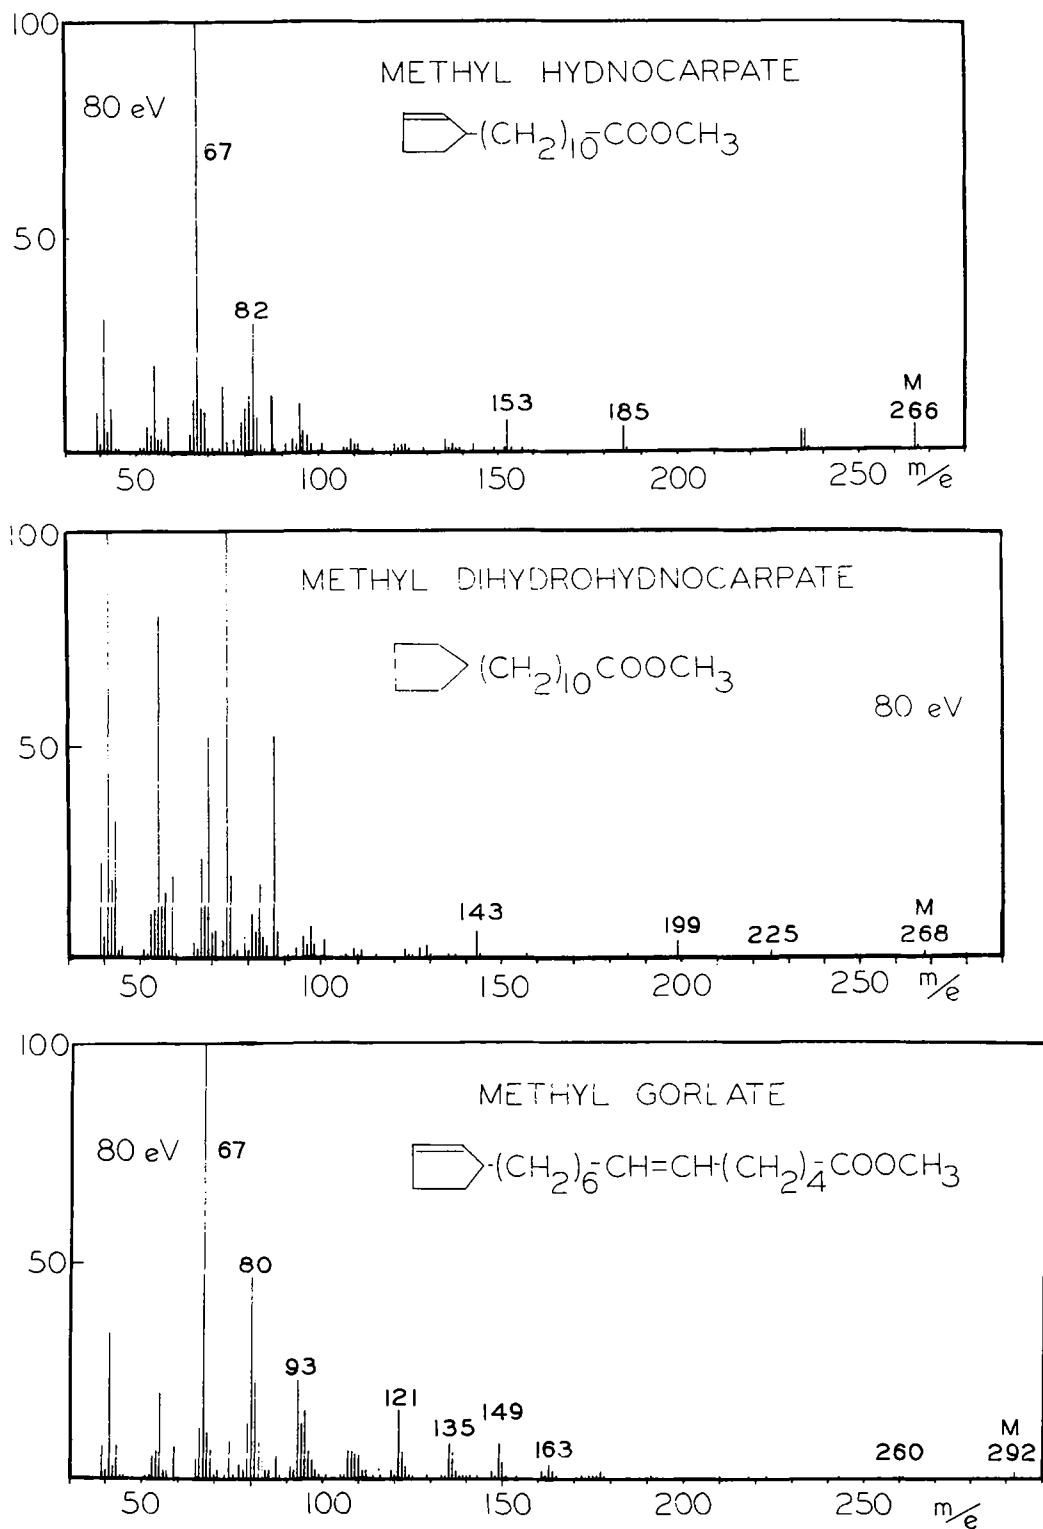 100
METHYL HYDNOCARPATE
80 eV
-(CH2)10-COOCH3
67
50
82
153
185
M
266
50
100
150
200
250
m/e
100
METHYL DIHYDROHYDNOCARPATE
(CH2)10COOCH3
80 eV
50
143
199
225
M
268
50
100
150
200
250
m/e
100
METHYL GORLATE
80 eV
67
-(CH2)6-CH=CH-(CH2)4-COOCH3
50
80
93
121
135
149
163
260
M
292
50
100
150
200
250
m/e